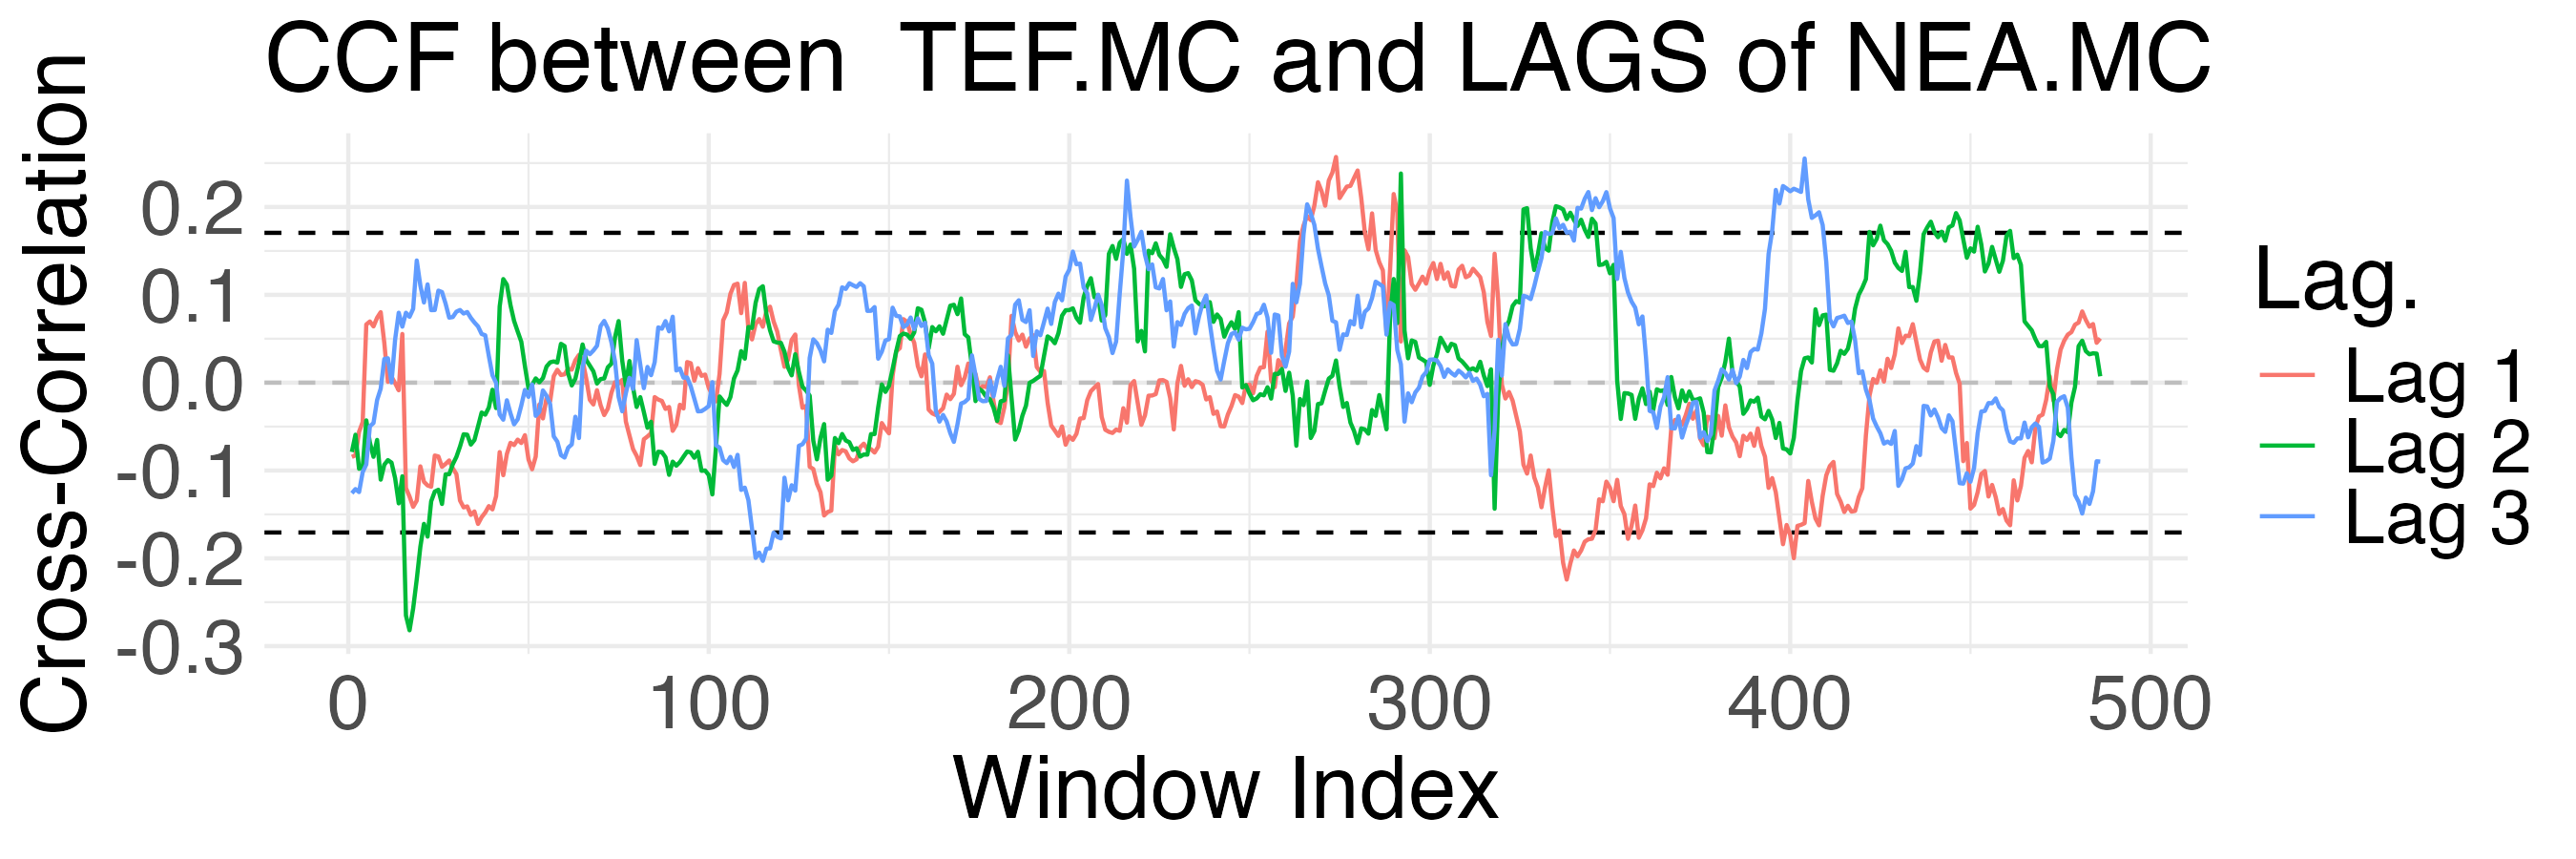 CCF between  TEF.MC and LAGS of NEA.MC
Cross-Correlation
0.2
0.1
0.0
-0.1
-0.2
-0.3
0 100 200 300 400 500
Window Index
Lag.
Lag 1
Lag 2
Lag 3